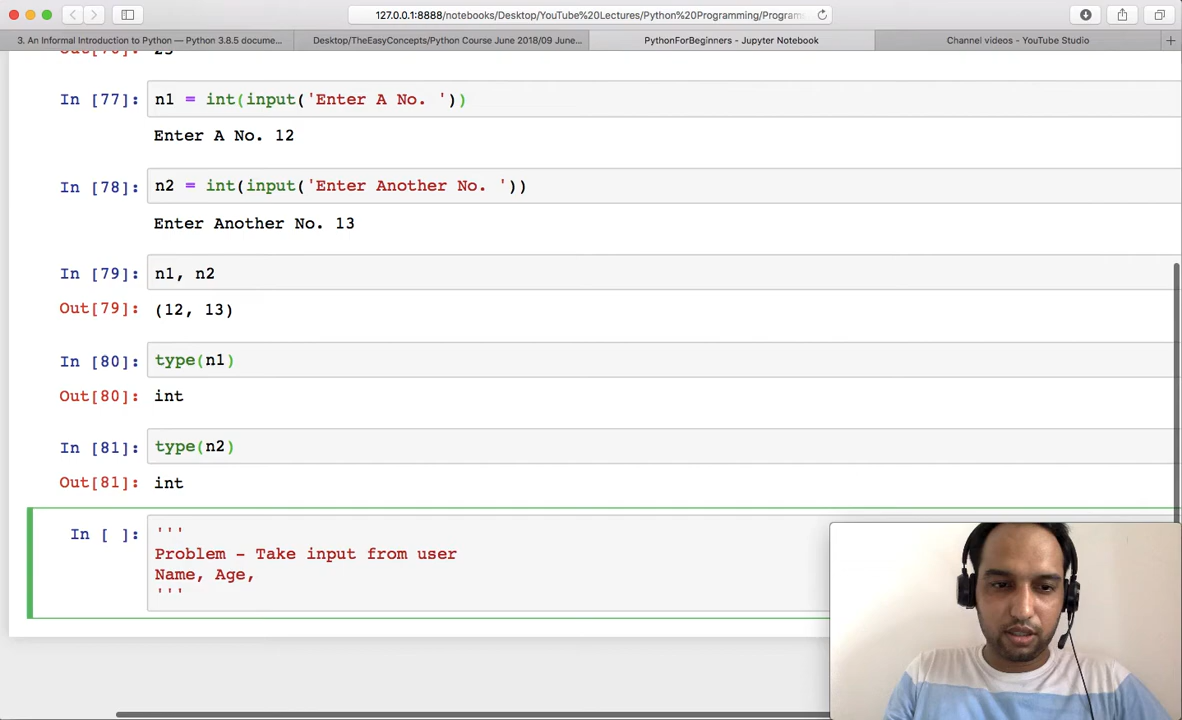 127.0.0.1:8888/notebooks/Desktop/YouTube%20Lectures/Python%20Programming/Programm
3. An Informal Introduction to Python — Python 3.8.5 docume...
Desktop/TheEasyConcepts/Python Course June 2018/09 June...
PythonForBeginners - Jupyter Notebook
Channel videos - YouTube Studio
In [77]: n1 = int(input('Enter A No. '))
Enter A No. 12
In [78]: n2 = int(input('Enter Another No. '))
Enter Another No. 13
In [79]: n1, n2
Out[79]: (12, 13)
In [80]: type(n1)
Out[80]: int
In [81]: type(n2)
Out[81]: int
In [ ]: '''
Problem - Take input from user
Name, Age,
'''